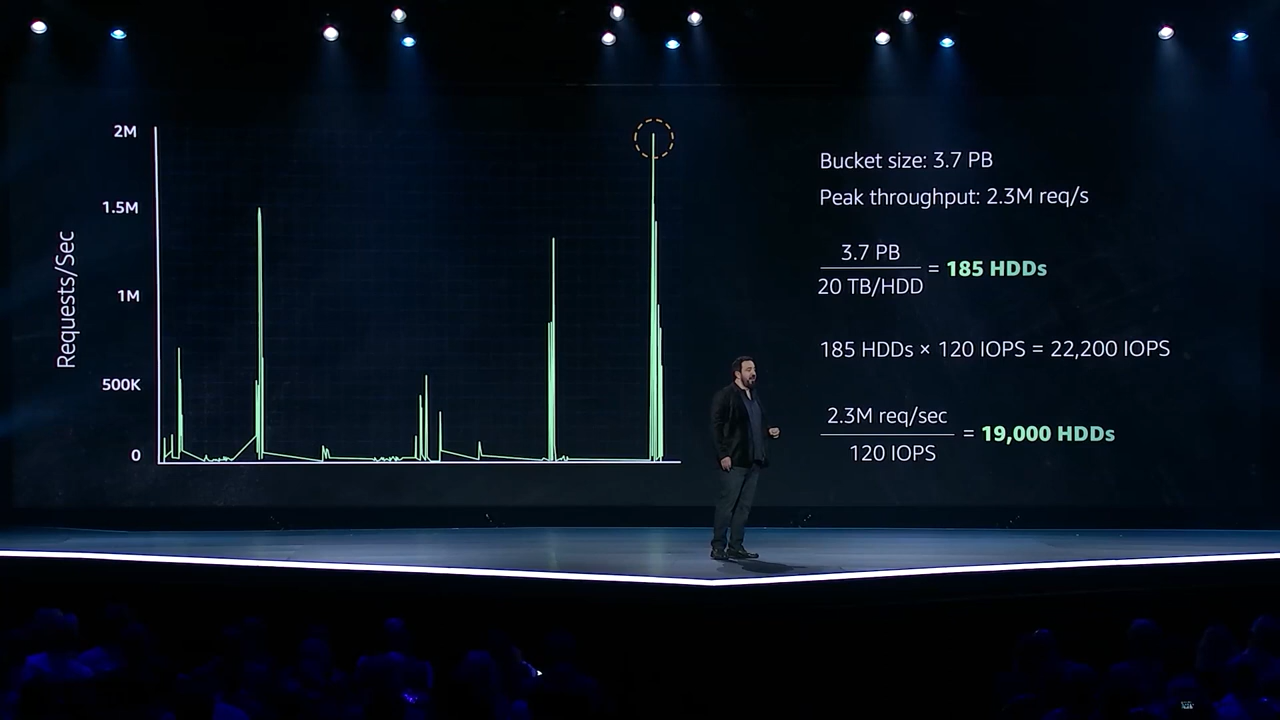 2M
1.5M
1M
500K
0
Requests/Sec
Bucket size: 3.7 PB
Peak throughput: 2.3M req/s
3.7 PB
20 TB/HDD
= 185 HDDs
185 HDDs × 120 IOPS = 22,200 IOPS
2.3M req/sec
120 IOPS
= 19,000 HDDs